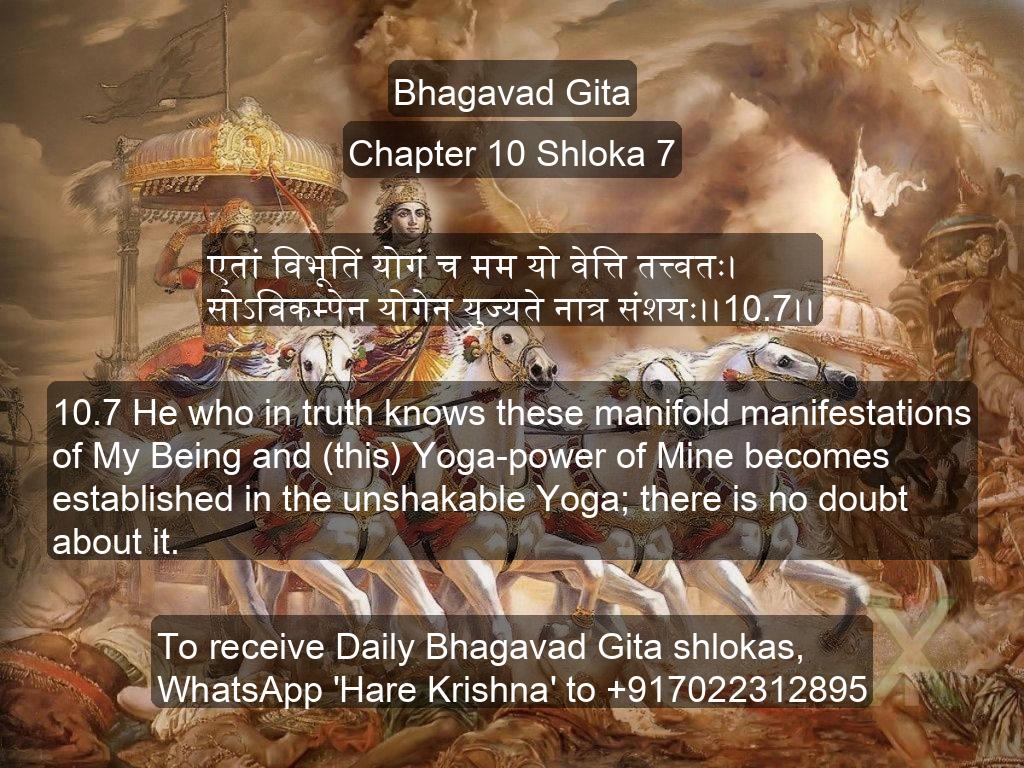 Bhagavad Gita
Chapter 10 Shloka 7
एतां विभूतिं योगं च मम यो वेत्ति तत्त्वतः।
सोऽविकम्पेन योगेन युज्यते नात्र संशयः।।10.7।।
10.7 He who in truth knows these manifold manifestations
of My Being and (this) Yoga-power of Mine becomes
established in the unshakable Yoga; there is no doubt
about it.
To receive Daily Bhagavad Gita shlokas,
WhatsApp 'Hare Krishna' to +917022312895